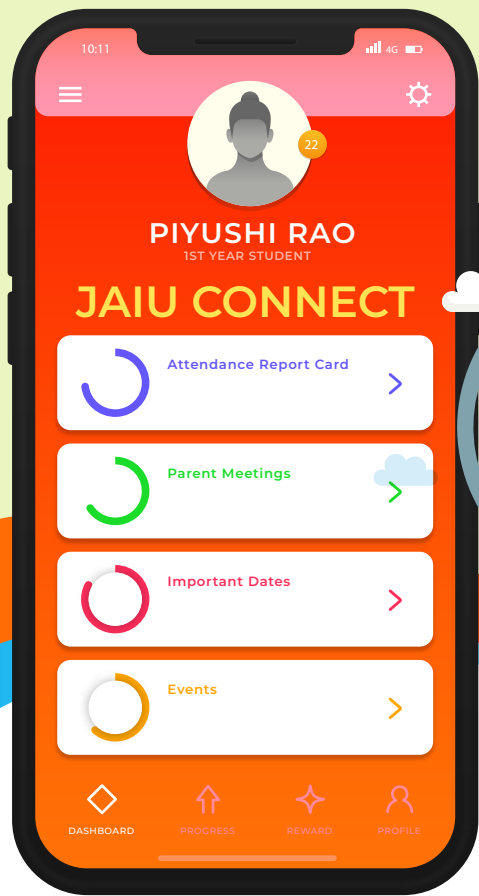 10:11
4G
22
PIYUSHI RAO
1ST YEAR STUDENT
JAIU CONNECT
Attendance Report Card
Parent Meetings
Important Dates
Events
DASHBOARD PROGRESS REWARD PROFILE